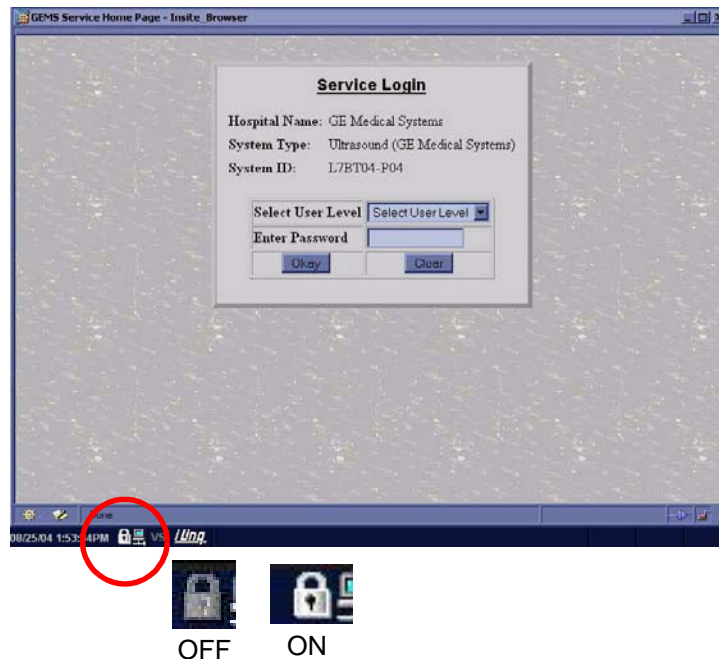 GEMS Service Home Page - Insite_Browser
Service Login
Hospital Name: GE Medical Systems
System Type: Ultrasound (GE Medical Systems)
System ID: L7BT04-P04
Select User Level Select User Level
Enter Password
Okay Clear
08/25/04 1:53: 4PM VS
OFF ON